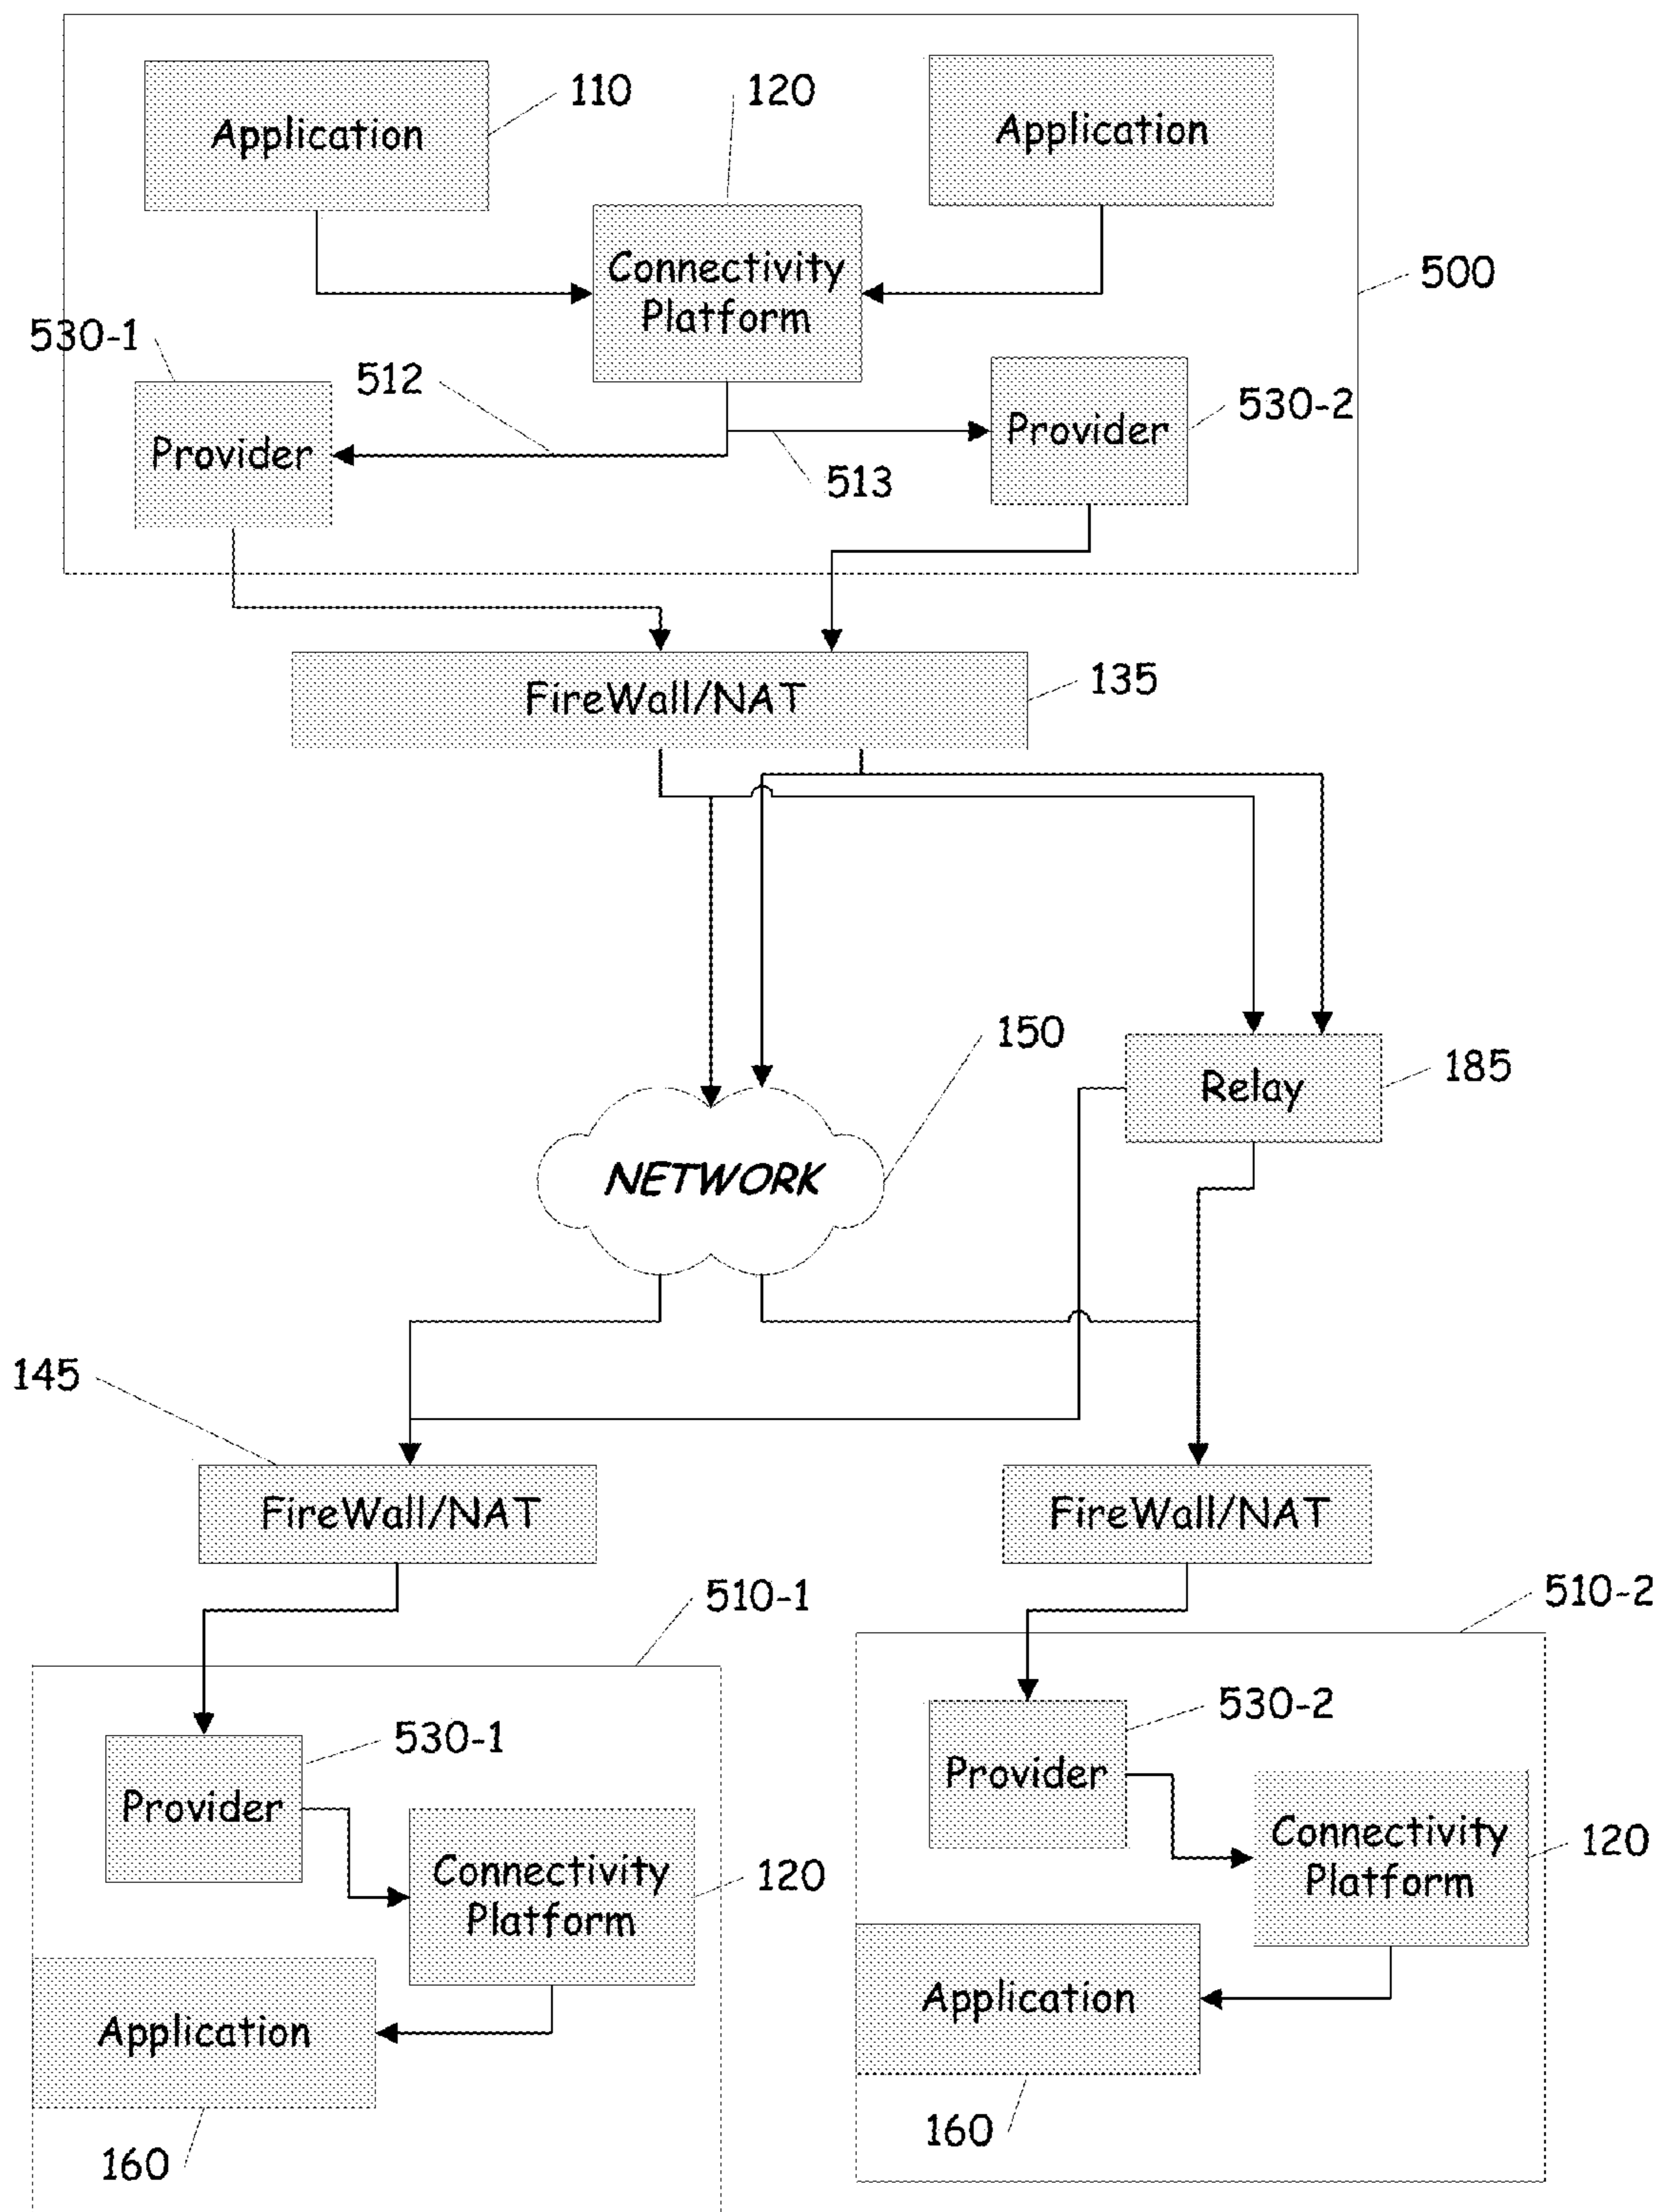 110
120
Application
Application
Connectivity
Platform
500
530-1
512
530-2
Provider
Provider
513
FireWall/NAT
135
150
185
Relay
NETWORK
145
FireWall/NAT
FireWall/NAT
510-1
510-2
530-1
530-2
Provider
Provider
Connectivity
Platform
120
Connectivity
Platform
120
Application
Application
160
160